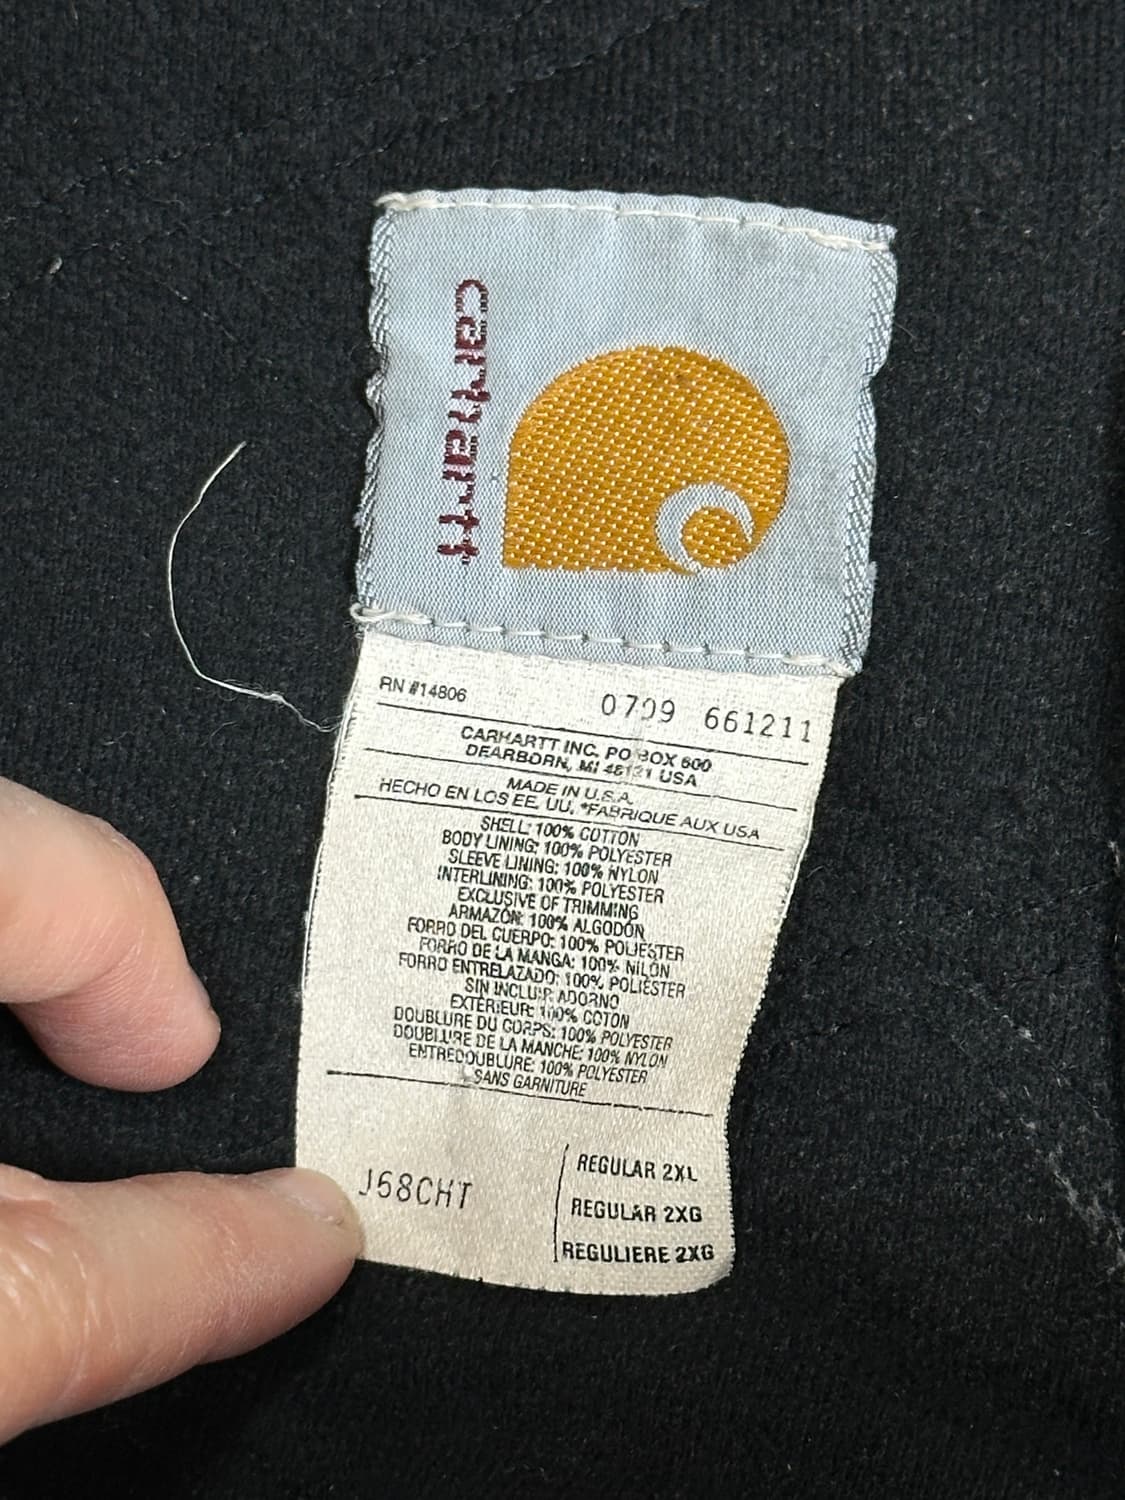 carhartt
RN #14806
0709 661211
CARHARTT INC. PO BOX 600
DEARBORN, MI 48121 USA
MADE IN U.S.A.
HECHO EN LOS EE. UU. *FABRIQUE AUX USA
SHELL: 100% COTTON
BODY LINING: 100% POLYESTER
SLEEVE LINING: 100% NYLON
INTERLINING: 100% POLYESTER
EXCLUSIVE OF TRIMMING
ARMAZÓN: 100% ALGODÓN
FORRO DEL CUERPO: 100% POLIESTER
FORRO DE LA MANGA: 100% NILÓN
FORRO ENTRELAZADO: 100% POLIESTER
SIN INCLUIR ADORNO
EXTERIEUR: 100% COTON
DOUBLURE DU CORPS: 100% POLYESTER
DOUBLURE DE LA MANCHE: 100% NYLON
ENTREDOUBLURE: 100% POLYESTER
SANS GARNITURE
J68CHT
REGULAR 2XL
REGULAR 2XG
REGULIERE 2XG